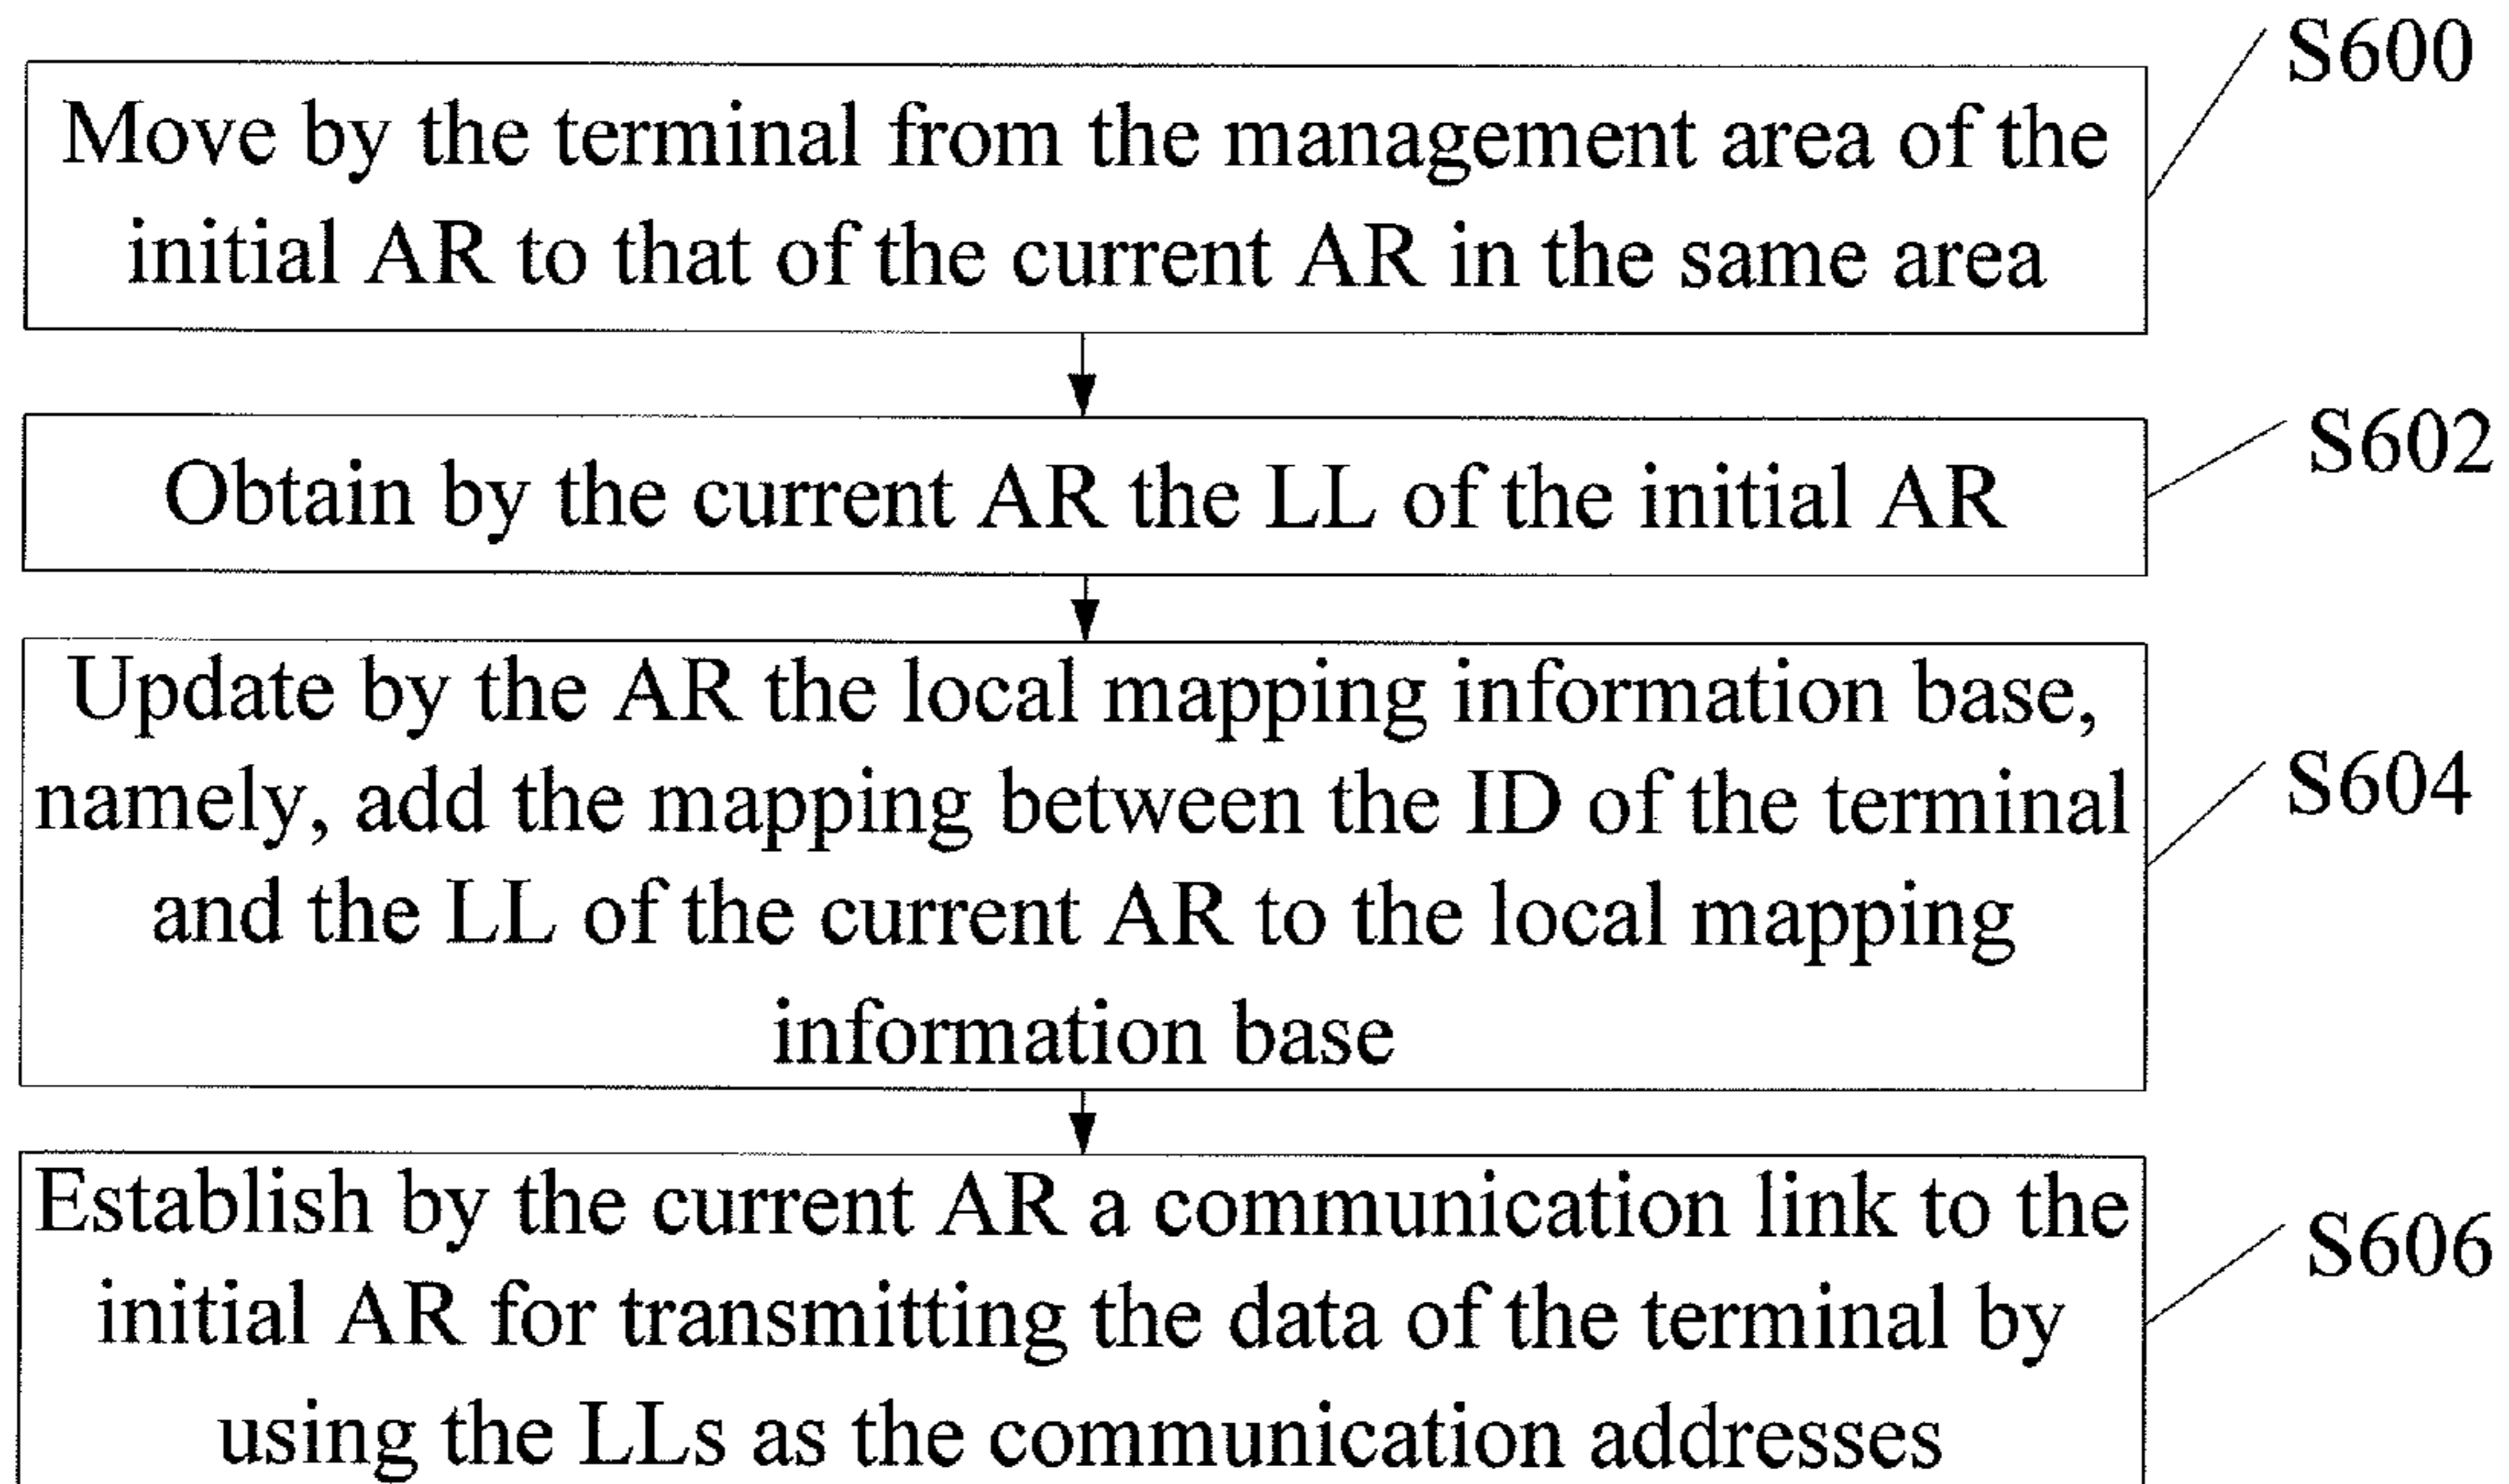 S600
Move by the terminal from the management area of the
initial AR to that of the current AR in the same area
S602
Obtain by the current AR the LL of the initial AR
Update by the AR the local mapping information base,
namely, add the mapping between the ID of the terminal
S604
and the LL of the current AR to the local mapping
information base
Establish by the current AR a communication link to the
S606
initial AR for transmitting the data of the terminal by
using the LLs as the communication addresses